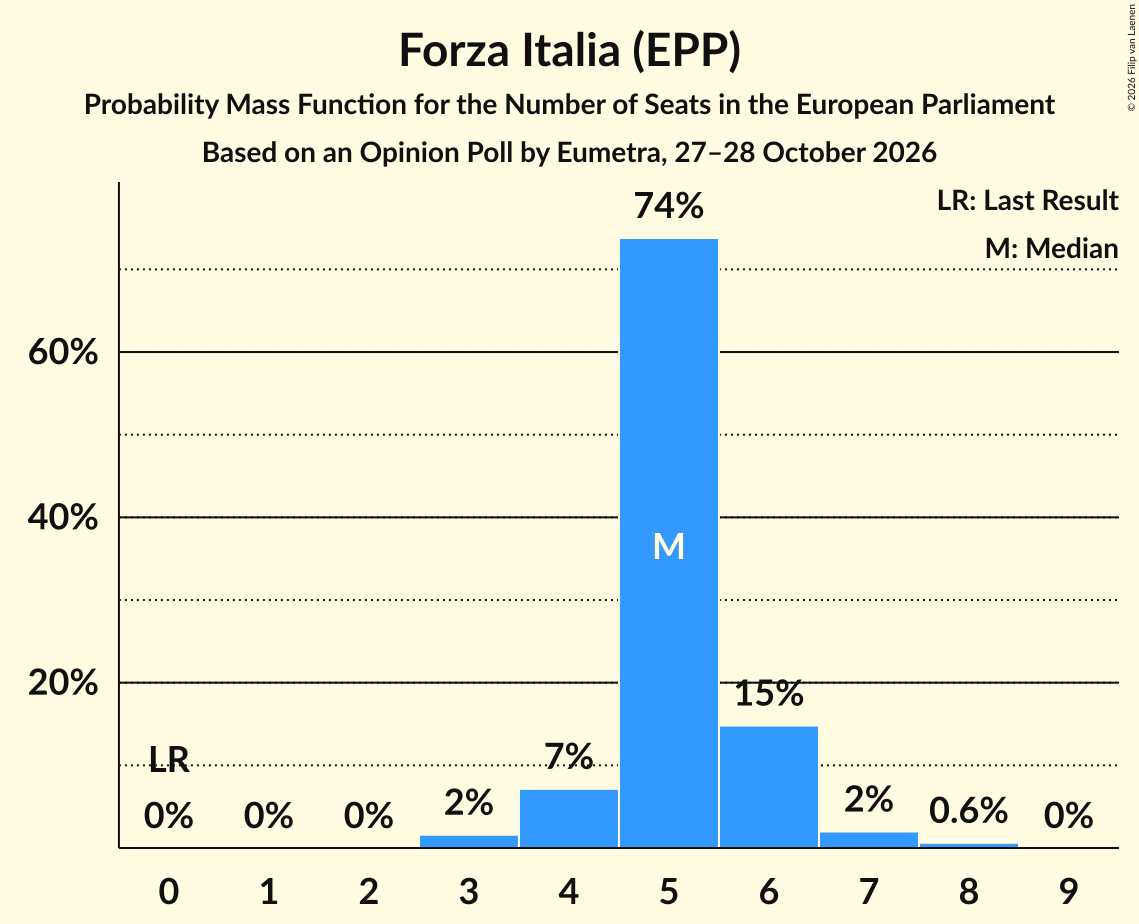 Forza Italia (EPP)
Probability Mass Function for the Number of Seats in the European Parliament
Based on an Opinion Poll by Eumetra, 27–28 October 2026
© 2026 Filip van Laenen
LR: Last Result
M: Median
74%
60%
40%
M
20%
15%
LR
7%
0% 0% 0% 2% 2% 0.6% 0%
0 1 2 3 4 5 6 7 8 9